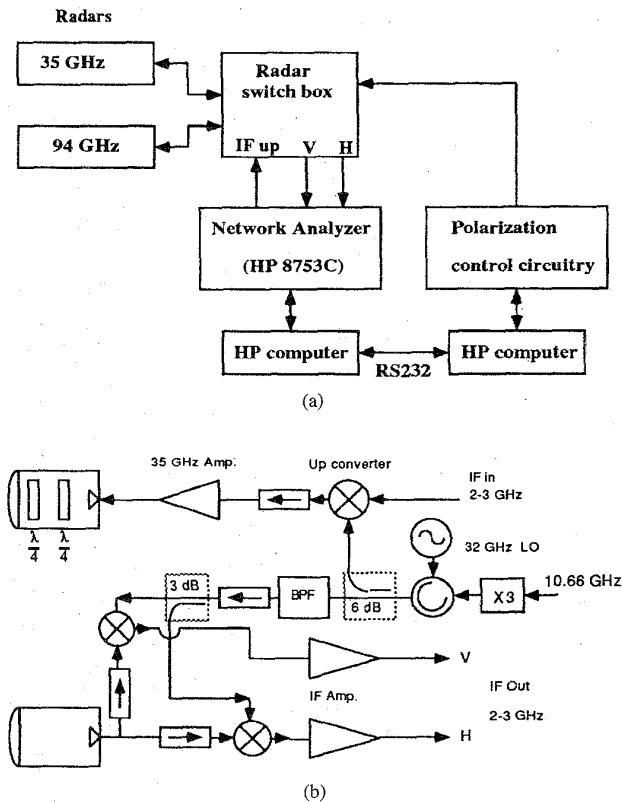 Radars
35 GHz
94 GHz
Radar
switch box
IF up V H
Network Analyzer
(HP 8753C)
Polarization
control circuitry
HP computer
RS232
HP computer
(a)
35 GHz Amp.
Up converter
IF in
2-3 GHz
λ/4 λ/4
32 GHz LO
3 dB
BPF
6 dB
X3
10.66 GHz
V
IF Amp.
IF Out
2-3 GHz
H
(b)